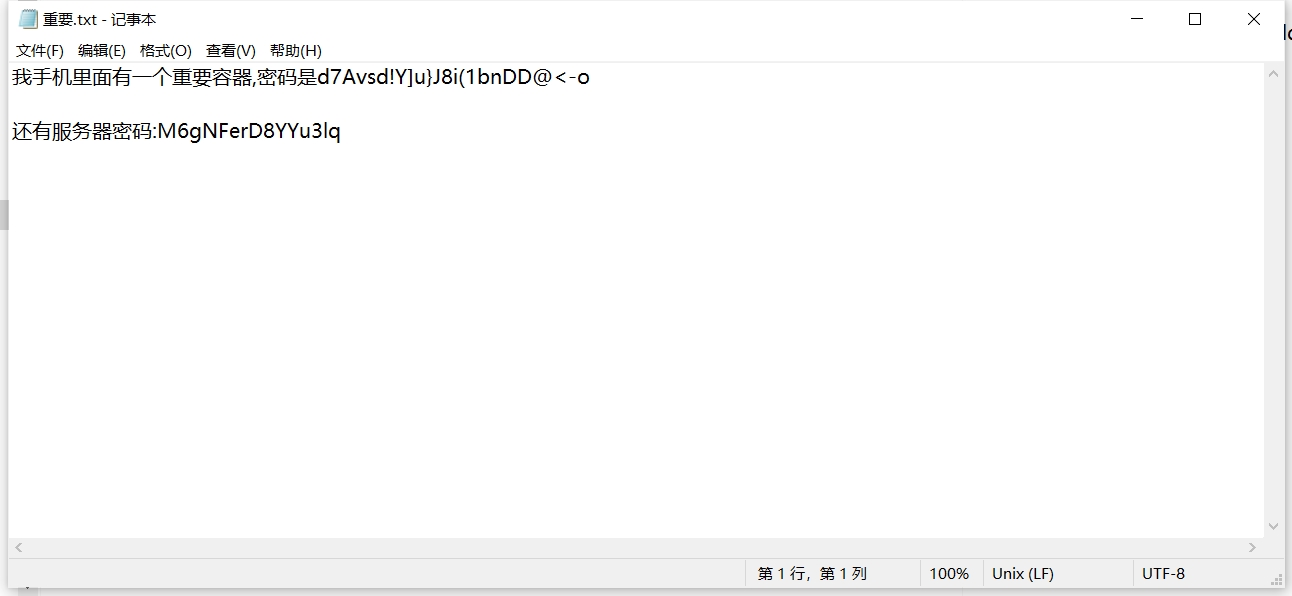 重要.txt - 记事本
文件(F) 编辑(E) 格式(O) 查看(V) 帮助(H)
我手机里面有一个重要容器,密码是d7Avsd!Y]u}J8i(1bnDD@<-o
还有服务器密码:M6gNFerD8YYu3lq
第 1 行，第 1 列 100% Unix (LF) UTF-8